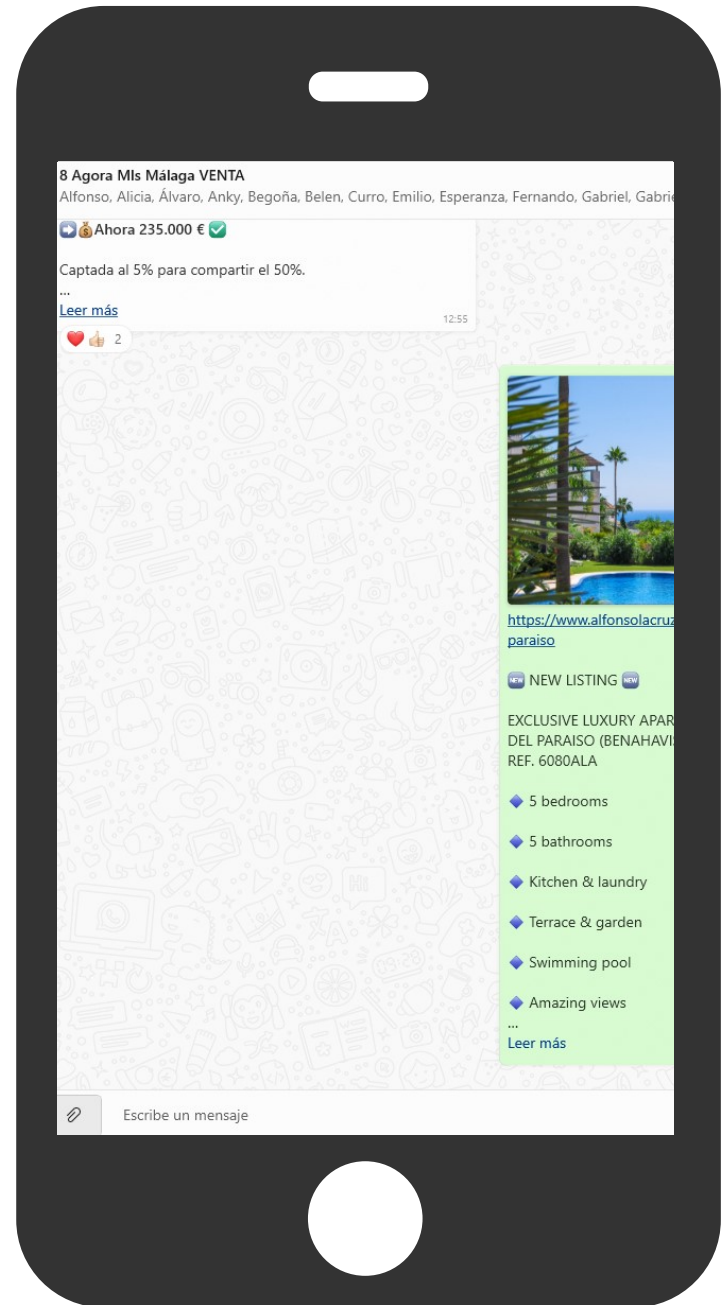 8 Agora Mls Málaga VENTA
Alfonso, Alicia, Álvaro, Anky, Begoña, Belen, Curro, Emilio, Esperanza, Fernando, Gabriel, Gabrie
➡️💰Ahora 235.000 € ✅
Captada al 5% para compartir el 50%.
...
Leer más
12:55
❤️👍🏻 2
https://www.alfonsolacruz
paraiso
🆕 NEW LISTING 🆕
EXCLUSIVE LUXURY APAR
DEL PARAISO (BENAHAVIS
REF. 6080ALA
🔹 5 bedrooms
🔹 5 bathrooms
🔹 Kitchen & laundry
🔹 Terrace & garden
🔹 Swimming pool
🔹 Amazing views
...
Leer más
Escribe un mensaje